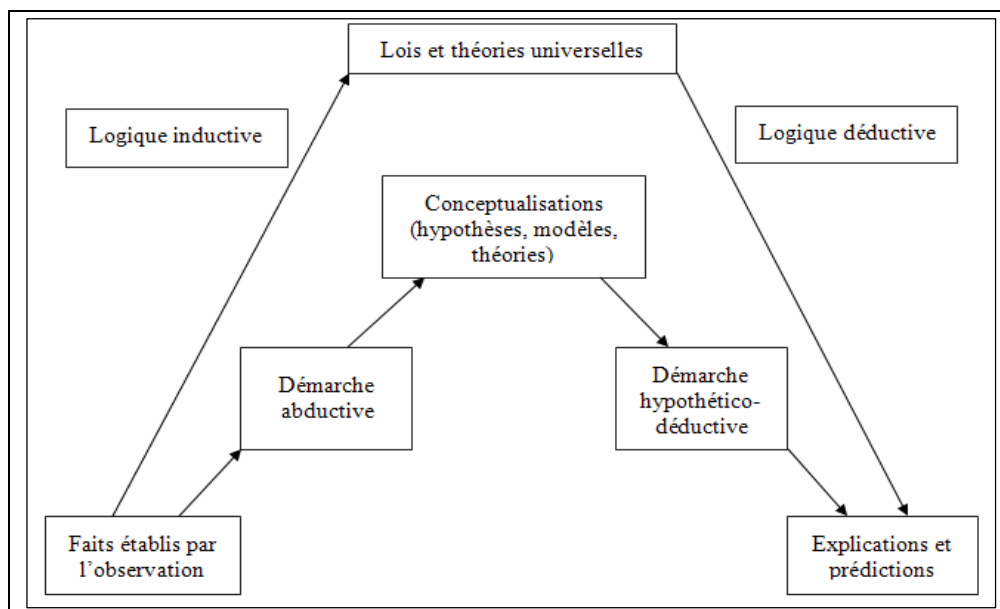 Lois et théories universelles
Logique inductive
Logique déductive
Conceptualisations
(hypothèses, modèles,
théories)
Démarche
abductive
Démarche
hypothético-
déductive
Faits établis par
l'observation
Explications et
prédictions